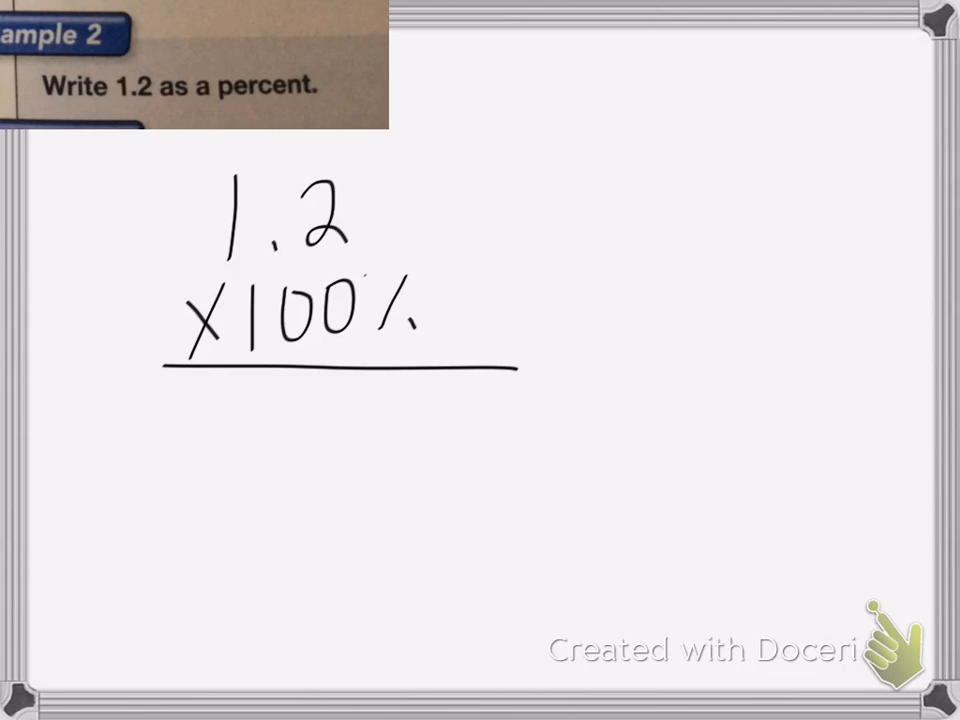 ample 2
Write 1.2 as a percent.
1.2
x100%
Created with Doceri